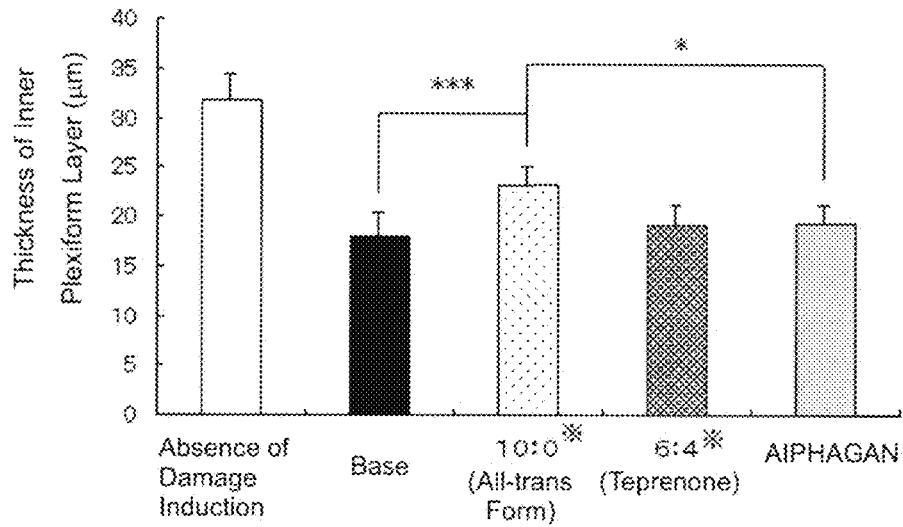 Thickness of Inner
Plexiform Layer (μm)
40
35
30
25
20
15
10
5
0
***
*
Absence of
Damage
Induction
Base
10:0※
(All-trans
Form)
6:4※
(Teprenone)
AIPHAGAN